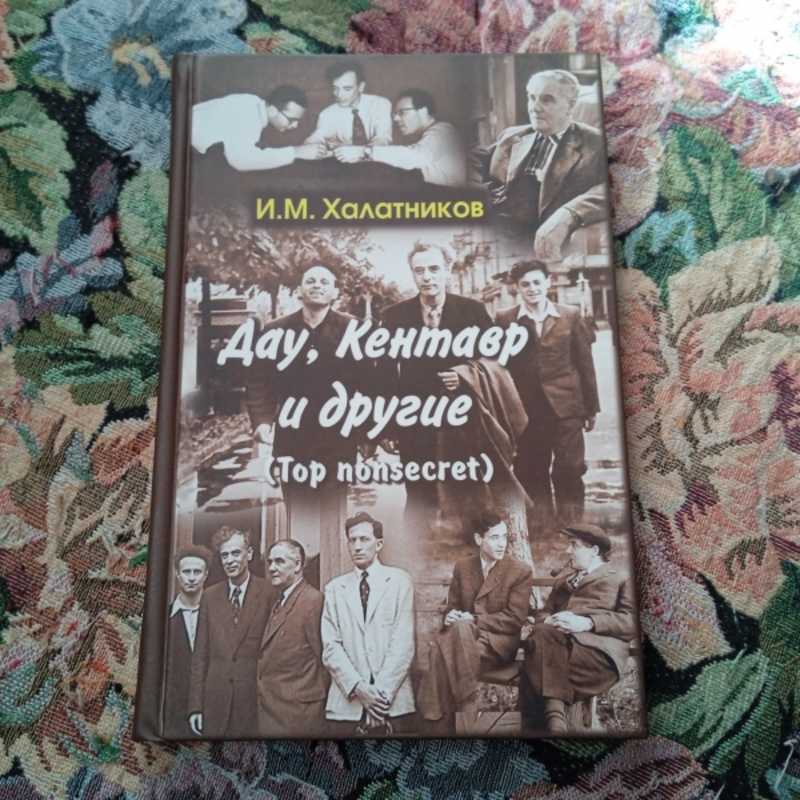 И.М. Халатников
Дау, Кентавр
и другие
(Top nonsecret)